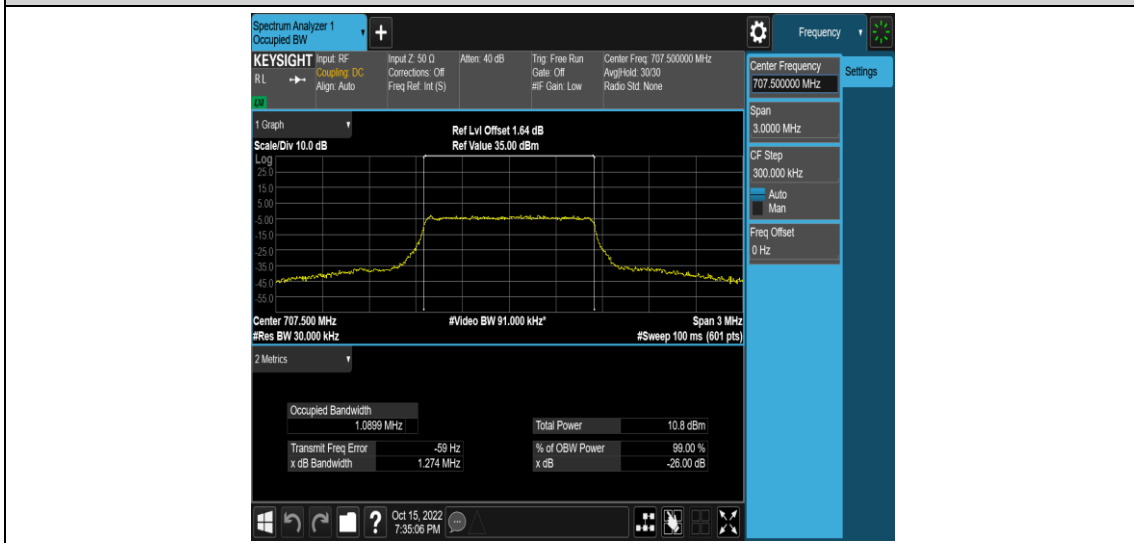 Spectrum Analyzer 1
Occupied BW
Frequency
KEYSIGHT
RL
LNI
Input: RF
Coupling: DC
Align: Auto
Input Z: 50 Ω
Corrections: Off
Freq Ref: Int (S)
Atten: 40 dB
Trig: Free Run
Gate: Off
#IF Gain: Low
Center Freq: 707.500000 MHz
Avg|Hold: 30/30
Radio Std: None
Center Frequency
707.500000 MHz
Settings
Span
3.0000 MHz
CF Step
300.000 kHz
Auto
Man
Freq Offset
0 Hz
1 Graph
Scale/Div 10.0 dB
Ref Lvl Offset 1.64 dB
Ref Value 35.00 dBm
Log
25.0
15.0
5.00
-5.00
-15.0
-25.0
-35.0
-45.0
-55.0
Center 707.500 MHz
#Video BW 91.000 kHz*
Span 3 MHz
#Res BW 30.000 kHz
#Sweep 100 ms (601 pts)
2 Metrics
Occupied Bandwidth
1.0899 MHz
Total Power 10.8 dBm
Transmit Freq Error -59 Hz
% of OBW Power 99.00 %
x dB Bandwidth 1.274 MHz
x dB -26.00 dB
?
Oct 15, 2022
7:35:06 PM